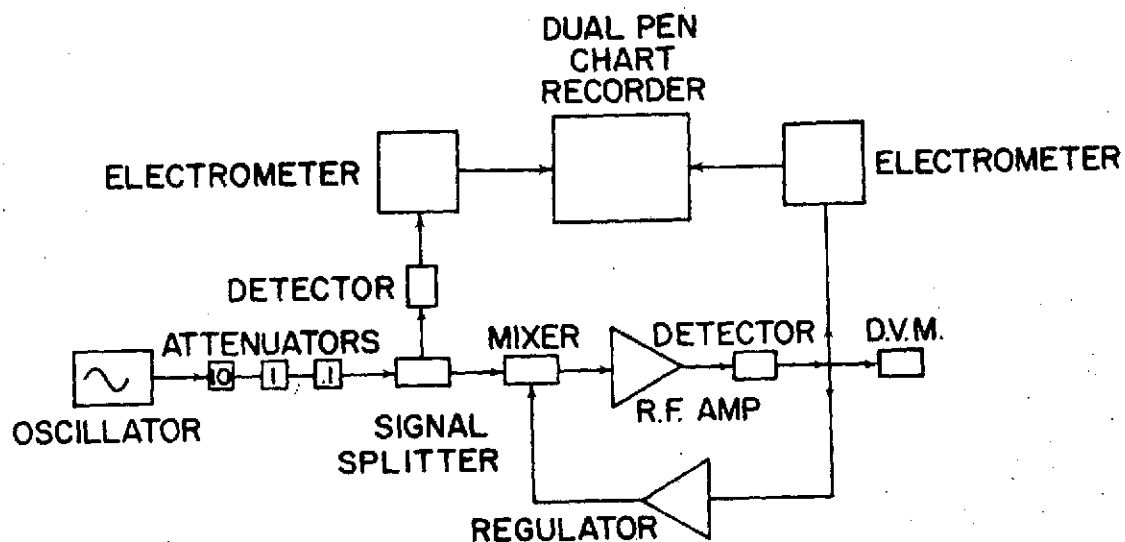 DUAL PEN
CHART
RECORDER
ELECTROMETER
ELECTROMETER
DETECTOR
ATTENUATORS
MIXER
DETECTOR
D.V.M.
10
1
.1
OSCILLATOR
SIGNAL
SPLITTER
R.F. AMP
REGULATOR